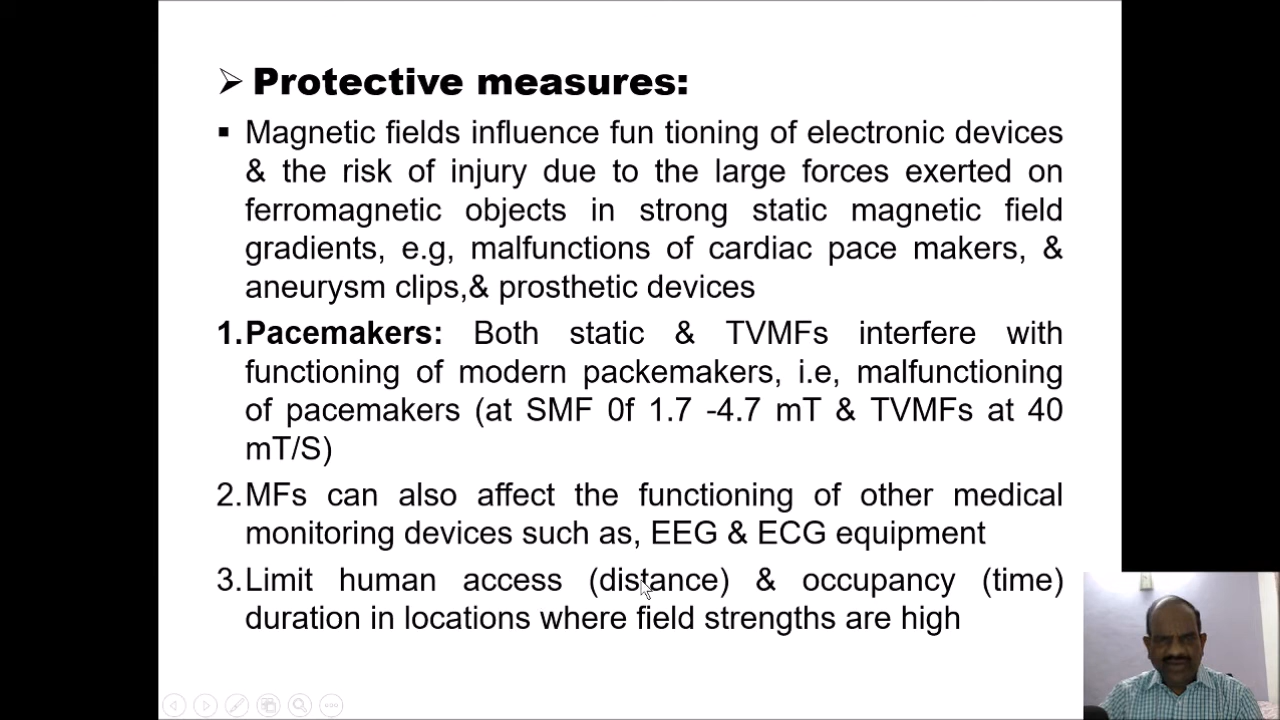 ➢ Protective measures:
▪ Magnetic fields influence fun tioning of electronic devices
& the risk of injury due to the large forces exerted on
ferromagnetic objects in strong static magnetic field
gradients, e.g, malfunctions of cardiac pace makers, &
aneurysm clips,& prosthetic devices
1.Pacemakers: Both static & TVMFs interfere with
functioning of modern packemakers, i.e, malfunctioning
of pacemakers (at SMF 0f 1.7 -4.7 mT & TVMFs at 40
mT/S)
2.MFs can also affect the functioning of other medical
monitoring devices such as, EEG & ECG equipment
3.Limit human access (distance) & occupancy (time)
duration in locations where field strengths are high